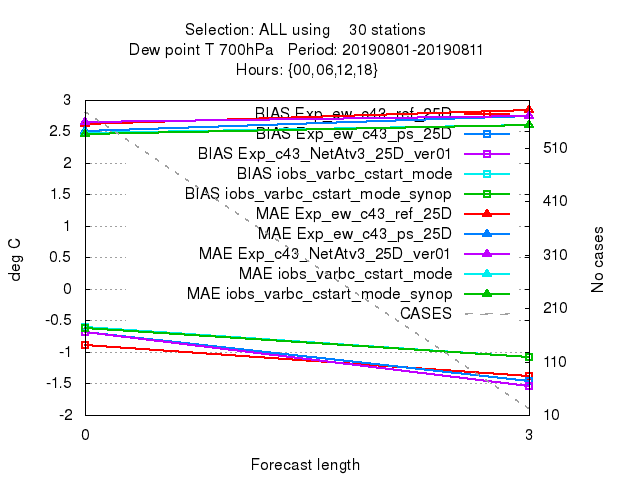 Selection: ALL using 30 stations
Dew point T 700hPa Period: 20190801-20190811
Hours: {00,06,12,18}
3
2.5
2
1.5
1
0.5
0
-0.5
-1
-1.5
-2
deg C
BIAS Exp_ew_c43_ref_25D
BIAS Exp_ew_c43_ps_25D
BIAS Exp_c43_NetAtv3_25D_ver01
BIAS iobs_varbc_cstart_mode
BIAS iobs_varbc_cstart_mode_synop
MAE Exp_ew_c43_ref_25D
MAE Exp_ew_c43_ps_25D
MAE Exp_c43_NetAtv3_25D_ver01
MAE iobs_varbc_cstart_mode
MAE iobs_varbc_cstart_mode_synop
CASES
510
410
310
210
110
10
No cases
0 3
Forecast length